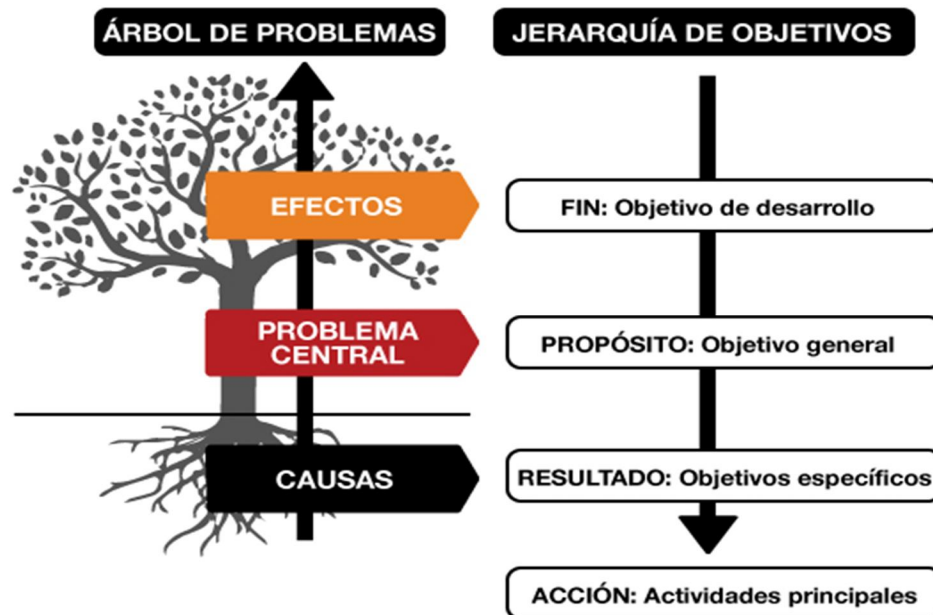 ÁRBOL DE PROBLEMAS
JERARQUÍA DE OBJETIVOS
EFECTOS
FIN: Objetivo de desarrollo
PROBLEMA
CENTRAL
PROPÓSITO: Objetivo general
CAUSAS
RESULTADO: Objetivos específicos
ACCIÓN: Actividades principales